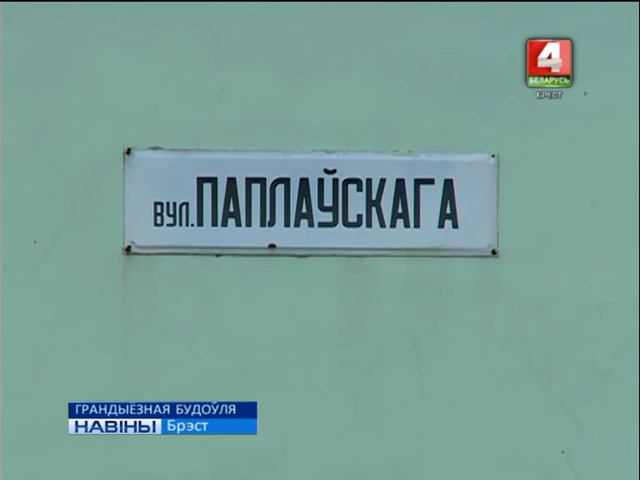 4
БЕЛАРУСЬ
БРЕСТ
вул. ПАПЛАЎСКАГА
ГРАНДЫЁЗНАЯ БУДОЎЛЯ
НАВІНЫ Брэст